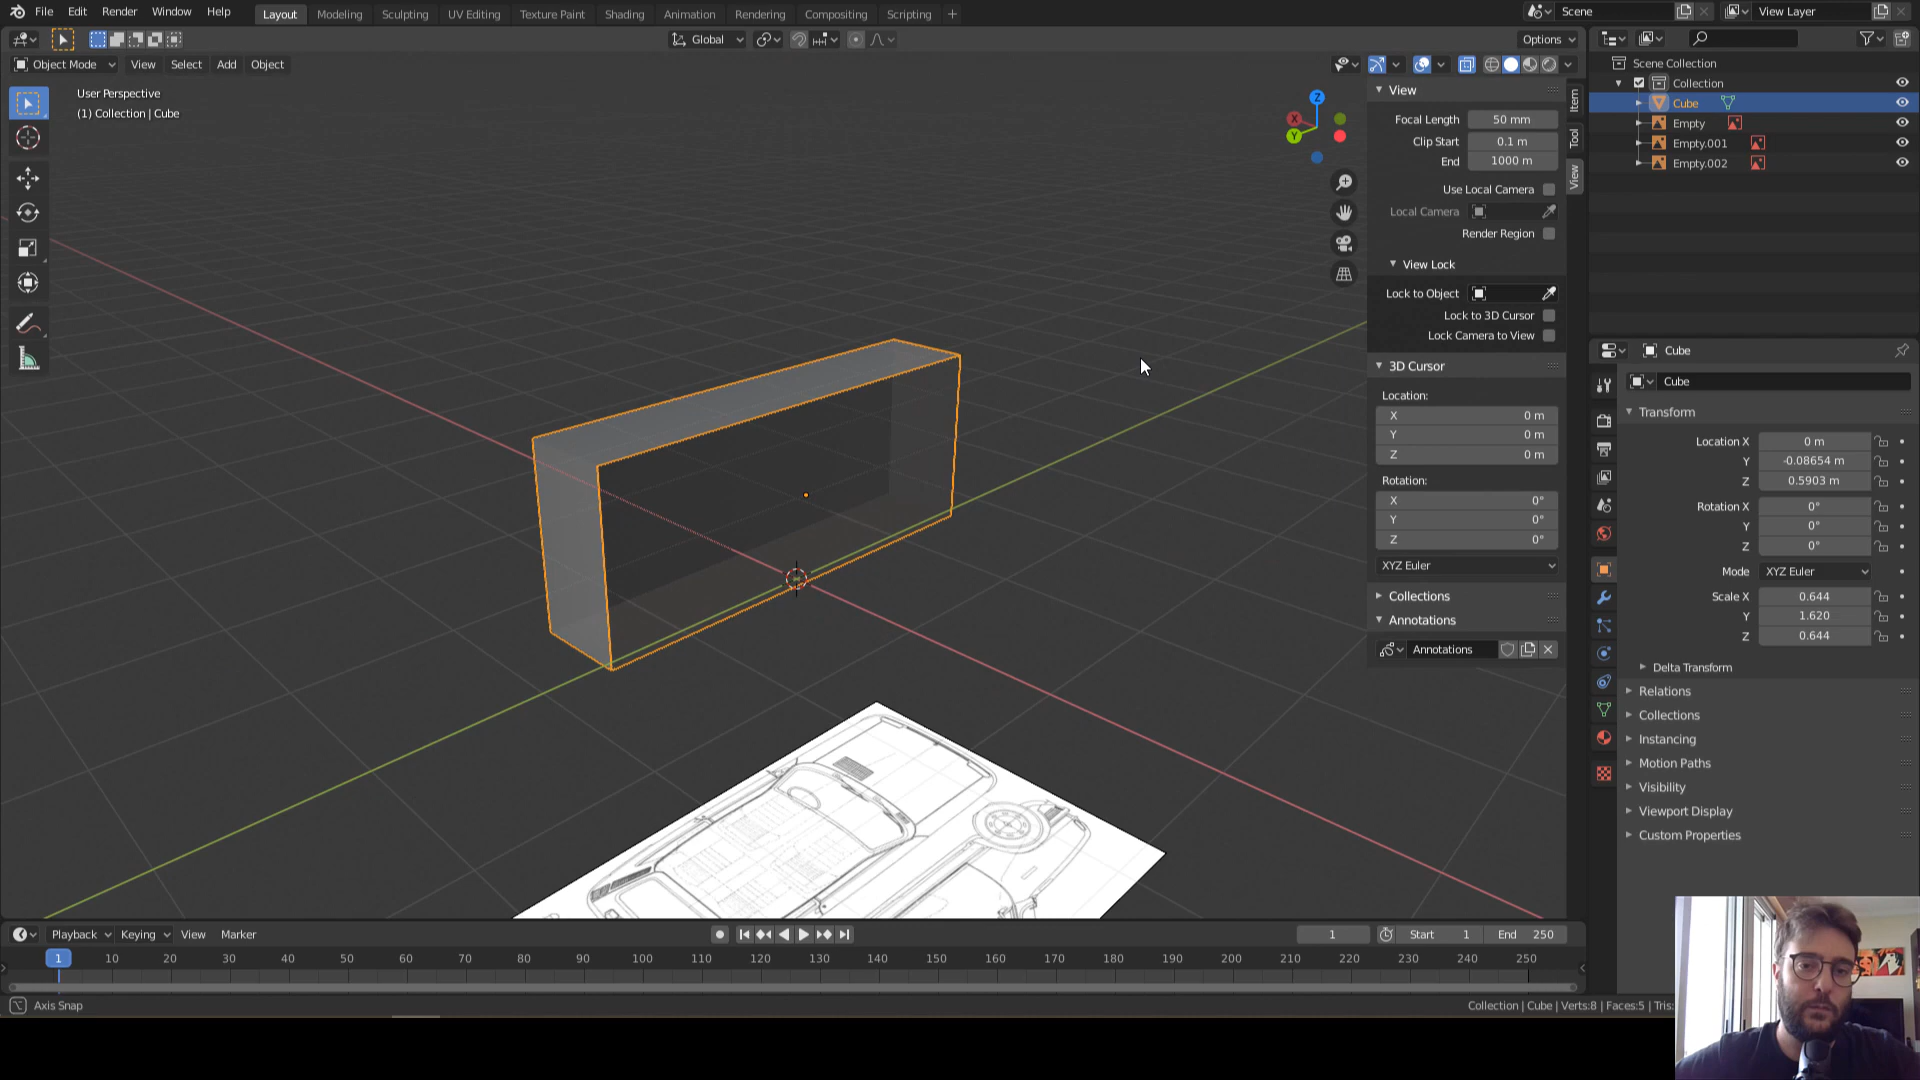 File Edit Render Window Help Layout Modeling Sculpting UV Editing Texture Paint Shading Animation Rendering Compositing Scripting + Scene View Layer
Global Options
Object Mode View Select Add Object
User Perspective
(1) Collection | Cube
Z
X
Y
View
Focal Length 50 mm
Clip Start 0.1 m
End 1000 m
Use Local Camera
Local Camera
Render Region
View Lock
Lock to Object
Lock to 3D Cursor
Lock Camera to View
3D Cursor
Location:
X 0 m
Y 0 m
Z 0 m
Rotation:
X 0°
Y 0°
Z 0°
XYZ Euler
Collections
Annotations
Annotations
Item
Tool
View
Scene Collection
Collection
Cube
Empty
Empty.001
Empty.002
Cube
Cube
Transform
Location X 0 m
Y -0.08654 m
Z 0.5903 m
Rotation X 0°
Y 0°
Z 0°
Mode XYZ Euler
Scale X 0.644
Y 1.620
Z 0.644
Delta Transform
Relations
Collections
Instancing
Motion Paths
Visibility
Viewport Display
Custom Properties
Playback Keying View Marker 1 Start 1 End 250
1 10 20 30 40 50 60 70 80 90 100 110 120 130 140 150 160 170 180 190 200 210 220 230 240 250
Axis Snap Collection | Cube | Verts:8 | Faces:5 | Tris: